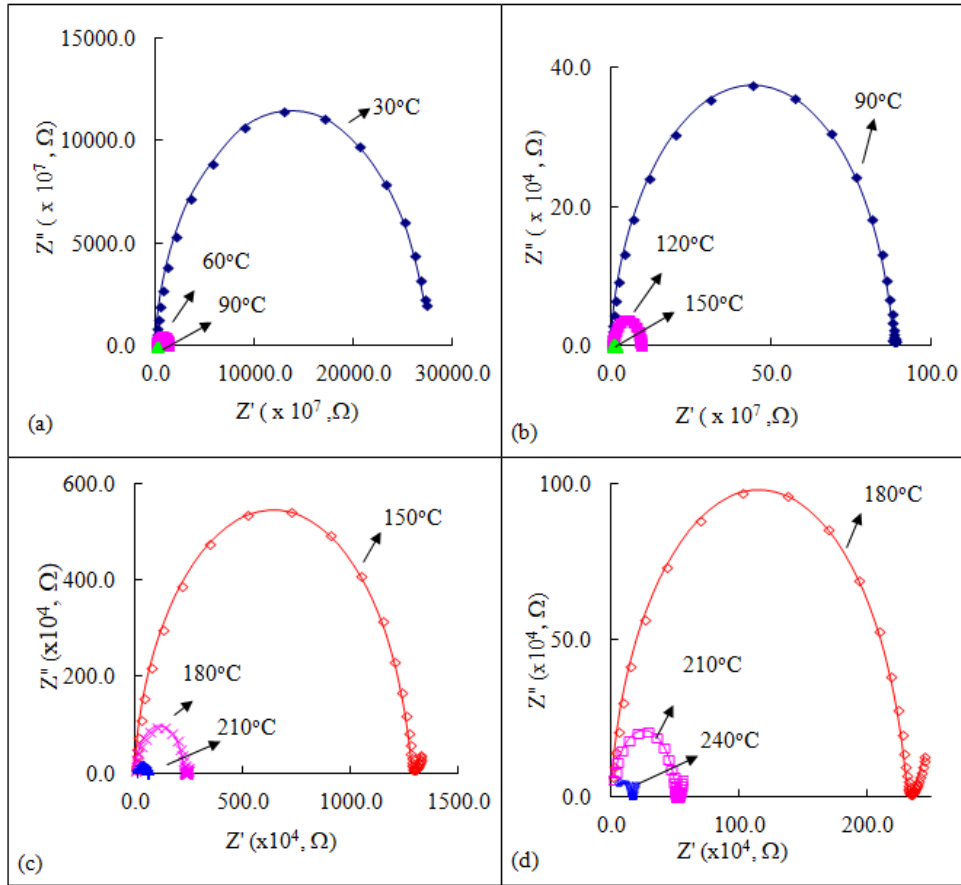 15000.0
10000.0
5000.0
0.0
Z" ( x 10⁷ , Ω)
30°C
60°C
90°C
0.0 10000.0 20000.0 30000.0
Z' ( x 10⁷ ,Ω)
(a)
40.0
20.0
0.0
Z" ( x 10⁴ , Ω)
90°C
120°C
150°C
0.0 50.0 100.0
Z' ( x 10⁷ ,Ω)
(b)
600.0
400.0
200.0
0.0
Z" (x10⁴, Ω)
150°C
180°C
210°C
0.0 500.0 1000.0 1500.0
Z' (x10⁴, Ω)
(c)
100.0
50.0
0.0
Z" (x10⁴, Ω)
180°C
210°C
240°C
0.0 100.0 200.0
Z' (x10⁴, Ω)
(d)